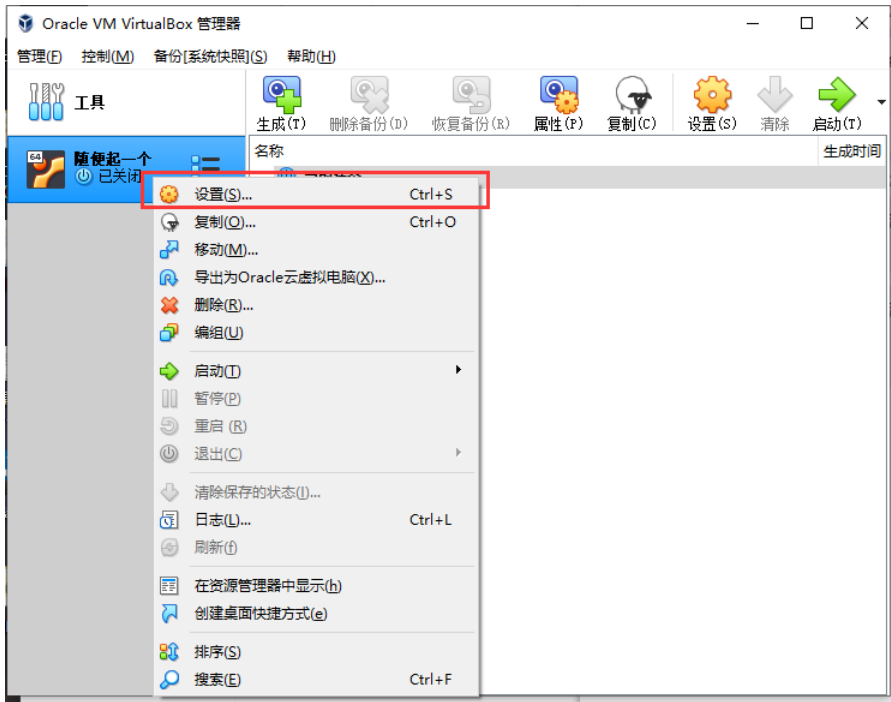 Oracle VM VirtualBox 管理器
管理(F) 控制(M) 备份[系统快照](S) 帮助(H)
工具
生成(T) 删除备份(D) 恢复备份(R) 属性(P) 复制(C) 设置(S) 清除 启动(T)
名称 生成时间
64 随便起一个
已关闭
设置(S)... Ctrl+S
复制(O)... Ctrl+O
移动(M)...
导出为Oracle云虚拟电脑(X)...
删除(R)...
编组(U)
启动(T)
暂停(P)
重启 (R)
退出(C)
清除保存的状态(I)...
日志(L)... Ctrl+L
刷新(f)
在资源管理器中显示(h)
创建桌面快捷方式(e)
排序(S)
搜索(E) Ctrl+F